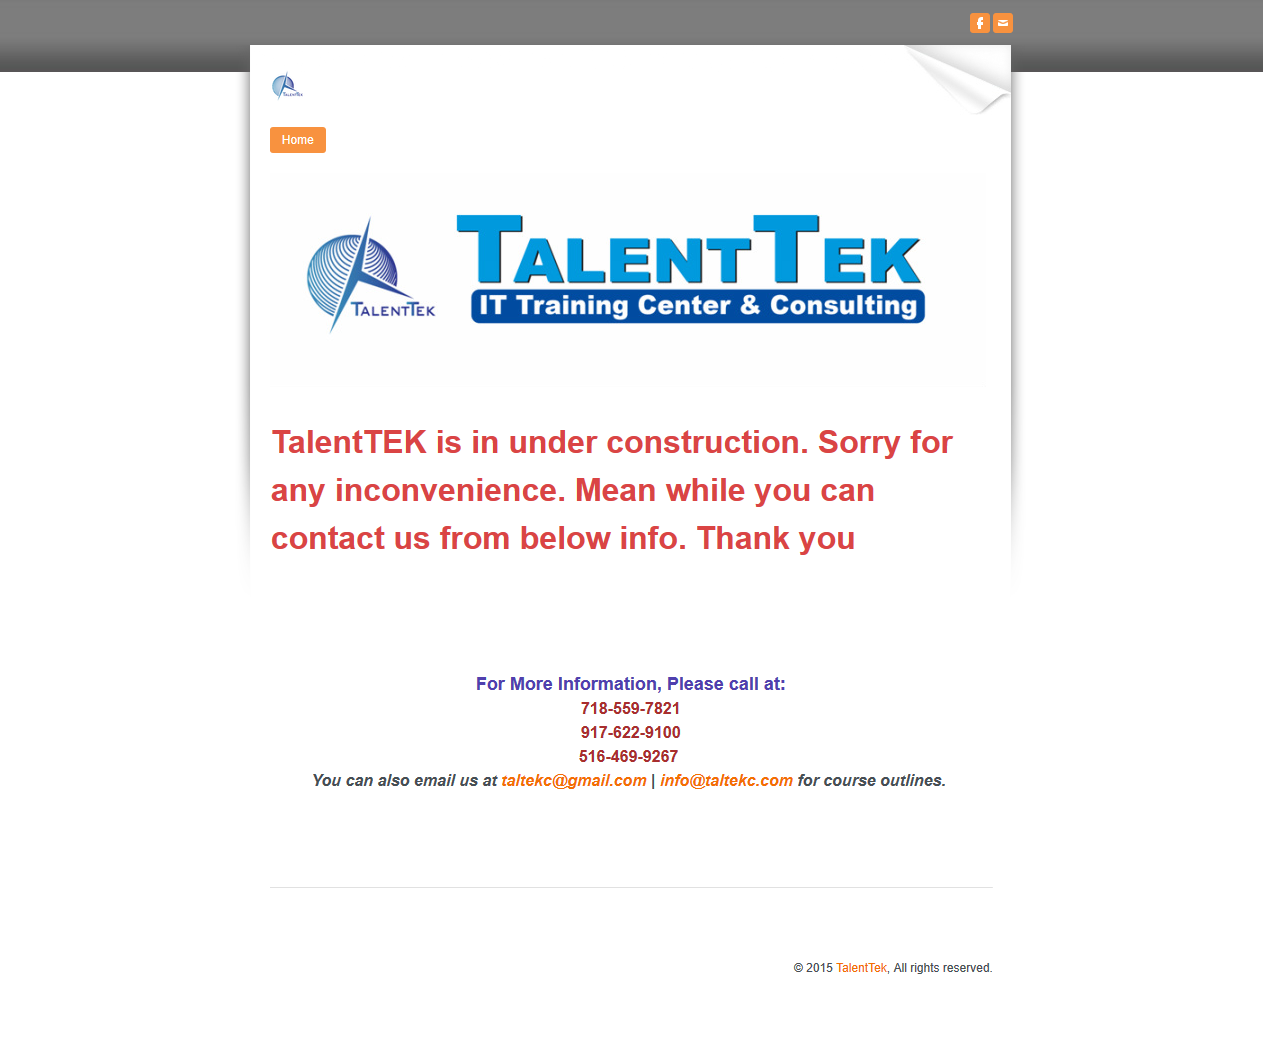 TALENTTEK
Home
TALENTTEK
TALENTTEK
IT Training Center & Consulting
TalentTEK is in under construction. Sorry for
any inconvenience. Mean while you can
contact us from below info. Thank you
For More Information, Please call at:
718-559-7821
917-622-9100
516-469-9267
You can also email us at taltekc@gmail.com | info@taltekc.com for course outlines.
© 2015 TalentTek, All rights reserved.